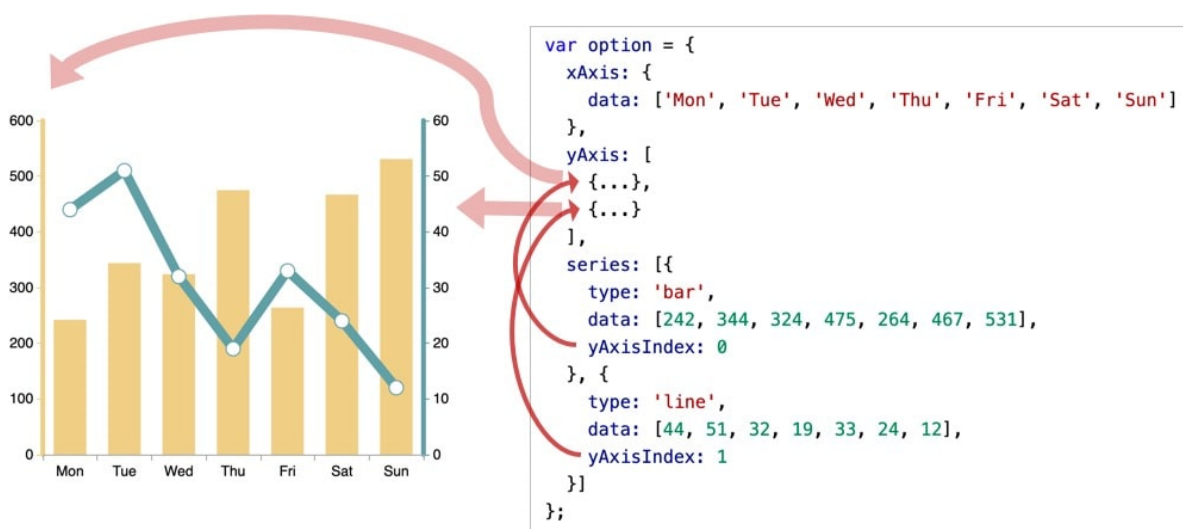 600
500
400
300
200
100
0
60
50
40
30
20
10
0
Mon Tue Wed Thu Fri Sat Sun
var option = {
  xAxis: {
    data: ['Mon', 'Tue', 'Wed', 'Thu', 'Fri', 'Sat', 'Sun']
  },
  yAxis: [
    {...},
    {...}
  ],
  series: [{
    type: 'bar',
    data: [242, 344, 324, 475, 264, 467, 531],
    yAxisIndex: 0
  }, {
    type: 'line',
    data: [44, 51, 32, 19, 33, 24, 12],
    yAxisIndex: 1
  }]
};